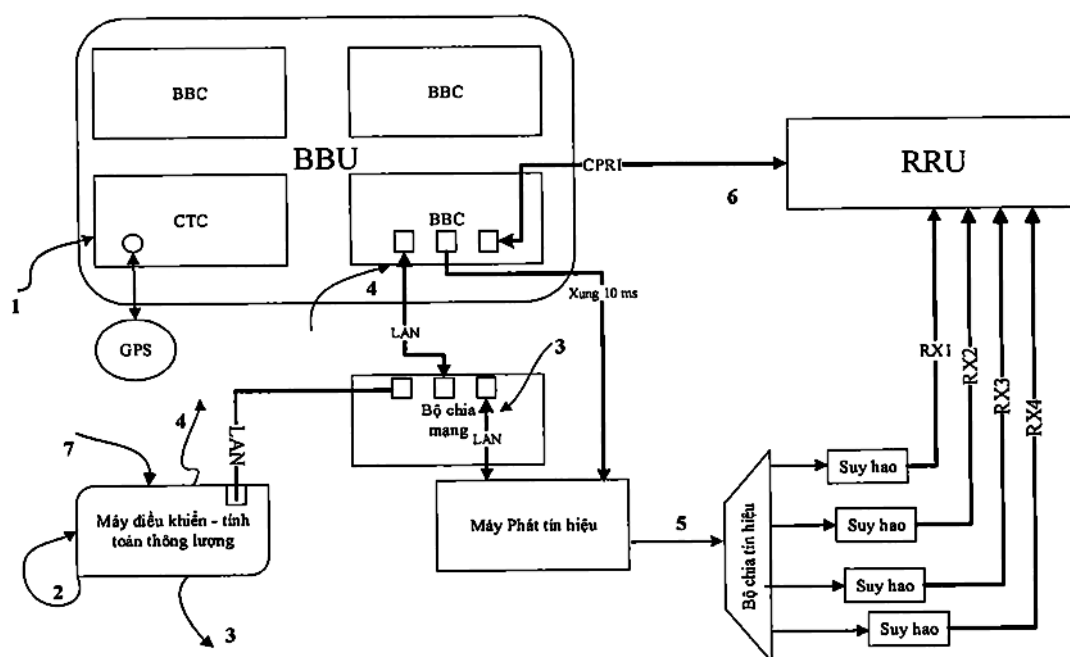 BBC
BBC
BBU
CPRI
RRU
CTC
BBC
6
1
4
Xung 10 ms
GPS
LAN
3
RX1
RX2
RX3
RX4
Bộ chia
mạng
LAN
4
LAN
7
Suy hao
Máy điều khiển - tính
toán thông lượng
Máy Phát tín hiệu
5
Bộ chia tín hiệu
Suy hao
Suy hao
Suy hao
2
3